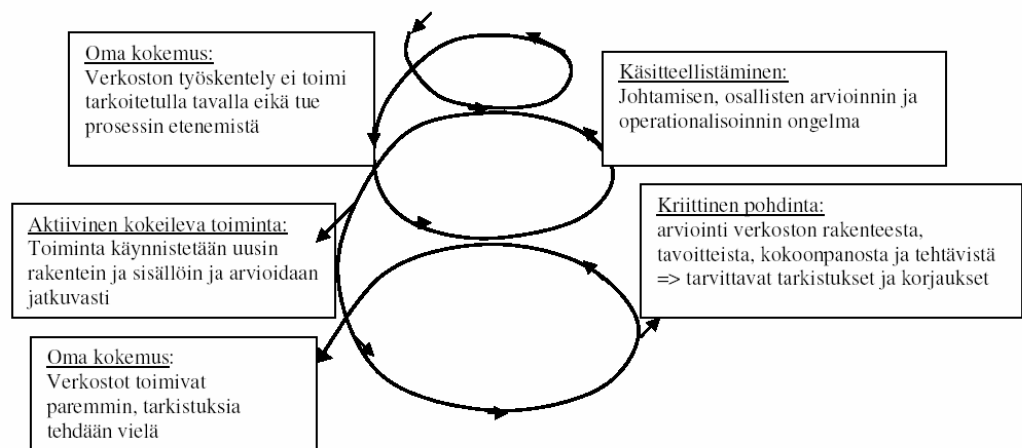 Oma kokemus:
Verkoston työskentely ei toimi
tarkoitetulla tavalla eikä tue
prosessin etenemistä
Käsitteellistäminen:
Johtamisen, osallisten arvioinnin ja
operationalisoinnin ongelma
Aktiivinen kokeileva toiminta:
Toiminta käynnistetään uusin
rakentein ja sisällöin ja arvioidaan
jatkuvasti
Kriittinen pohdinta:
arviointi verkoston rakenteesta,
tavoitteista, kokoonpanosta ja tehtävistä
=> tarvittavat tarkistukset ja korjaukset
Oma kokemus:
Verkostot toimivat
paremmin, tarkistuksia
tehdään vielä